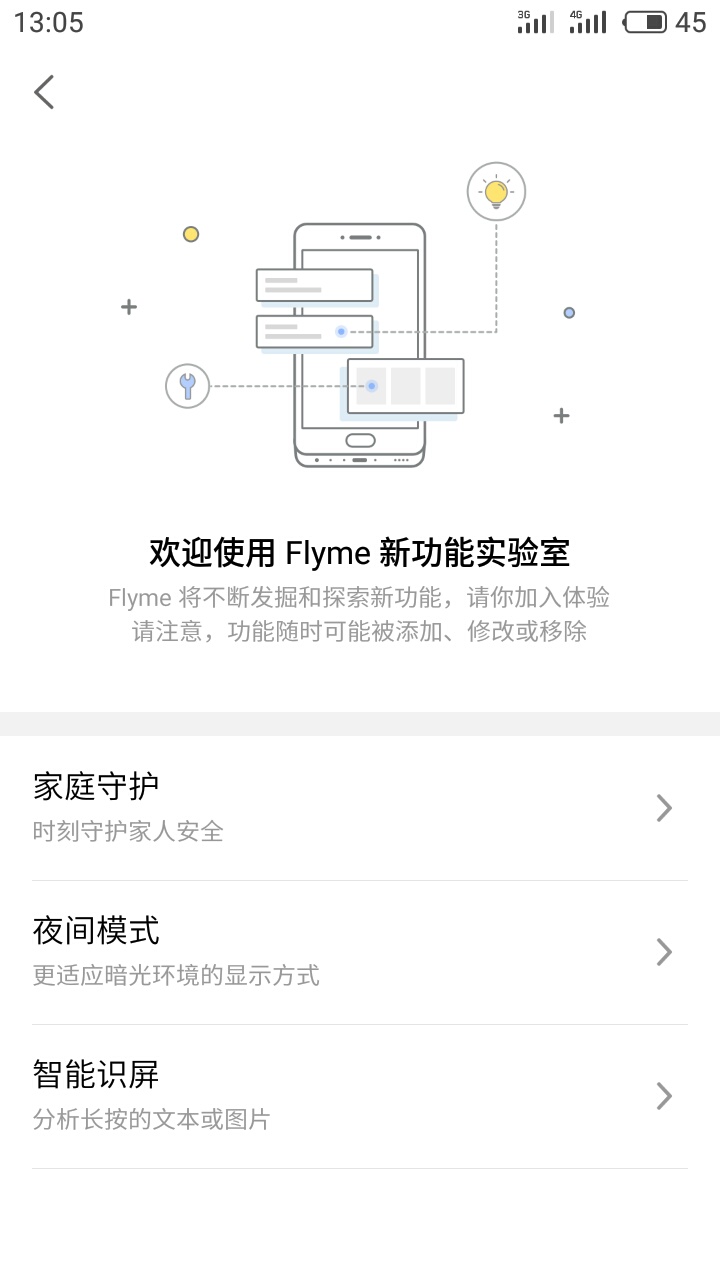 13:05
3G 4G 45
欢迎使用 Flyme 新功能实验室
Flyme 将不断发掘和探索新功能，请你加入体验
请注意，功能随时可能被添加、修改或移除
家庭守护
时刻守护家人安全
夜间模式
更适应暗光环境的显示方式
智能识屏
分析长按的文本或图片